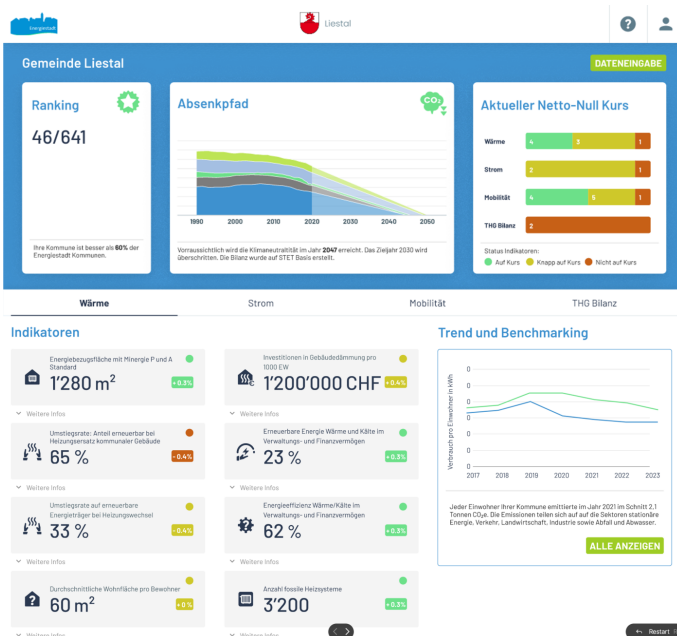 Energiestadt
Liestal
Gemeinde Liestal
DATENEINGABE
Ranking
46/641
Ihre Kommune ist besser als 60% der
Energiestadt Kommunen.
Absenkpfad
CO₂
1990 2000 2010 2020 2030 2040 2050
Vorraussichtlich wird die Klimaneutraltität im Jahr 2047 erreicht. Das Zieljahr 2030 wird
überschritten. Die Bilanz wurde auf STET Basis erstellt.
Aktueller Netto-Null Kurs
Wärme 4 3 1
Strom 2 1
Mobilität 4 5 1
THG Bilanz 2
Status Indikatoren:
Auf Kurs Knapp auf Kurs Nicht auf Kurs
Wärme Strom Mobilität THG Bilanz
Indikatoren
Energiebezugsfläche mit Minergie P und A
Standard
1'280 m²
+0.3%
Weitere Infos
Investitionen in Gebäudedämmung pro
1000 EW
1'200'000 CHF
+0.4%
Weitere Infos
Umstiegsrate: Anteil erneuerbar bei
Heizungsersatz kommunaler Gebäude
65 %
-0.4%
Weitere Infos
Erneuerbare Energie Wärme und Kälte im
Verwaltungs- und Finanzvermögen
23 %
+0.3%
Weitere Infos
Umstiegsrate auf erneuerbare
Energieträger bei Heizungswechsel
33 %
-0.4%
Weitere Infos
Energieeffizienz Wärme/Kälte im
Verwaltungs- und Finanzvermögen
62 %
+0.3%
Weitere Infos
Durchschnittliche Wohnfläche pro Bewohner
60 m²
+0%
Weitere Infos
Anzahl fossile Heizsysteme
3'200
+0.3%
Weitere Infos
Trend und Benchmarking
Verbrauch pro Einwohner in kWh
0
0
0
0
0
0
0
2017 2018 2019 2020 2021 2022 2023
Jeder Einwohner Ihrer Kommune emittierte im Jahr 2021 im Schnitt 2,1
Tonnen CO₂e. Die Emissionen teilen sich auf auf die Sektoren stationäre
Energie, Verkehr, Landwirtschaft, Industrie sowie Abfall und Abwasser.
ALLE ANZEIGEN
Restart